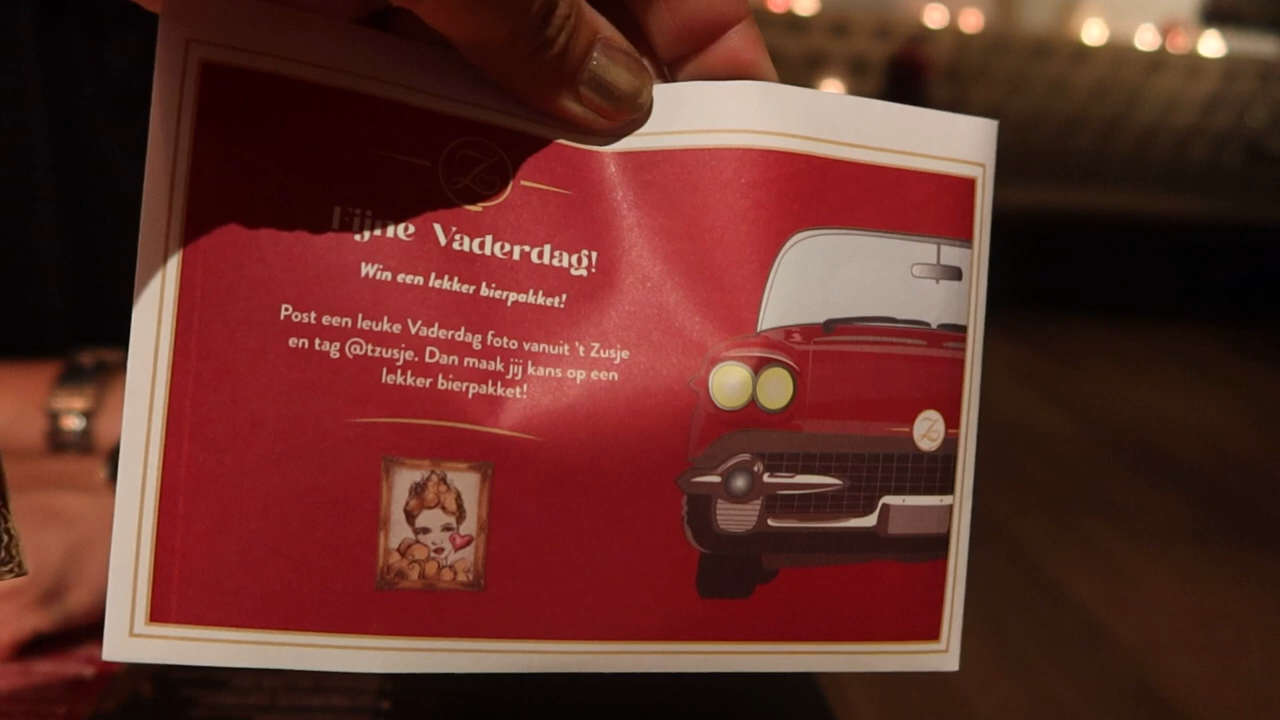 Z
Fijne Vaderdag!
Win een lekker bierpakket!
Post een leuke Vaderdag foto vanuit 't Zusje
en tag @tzusje. Dan maak jij kans op een
lekker bierpakket!
Z